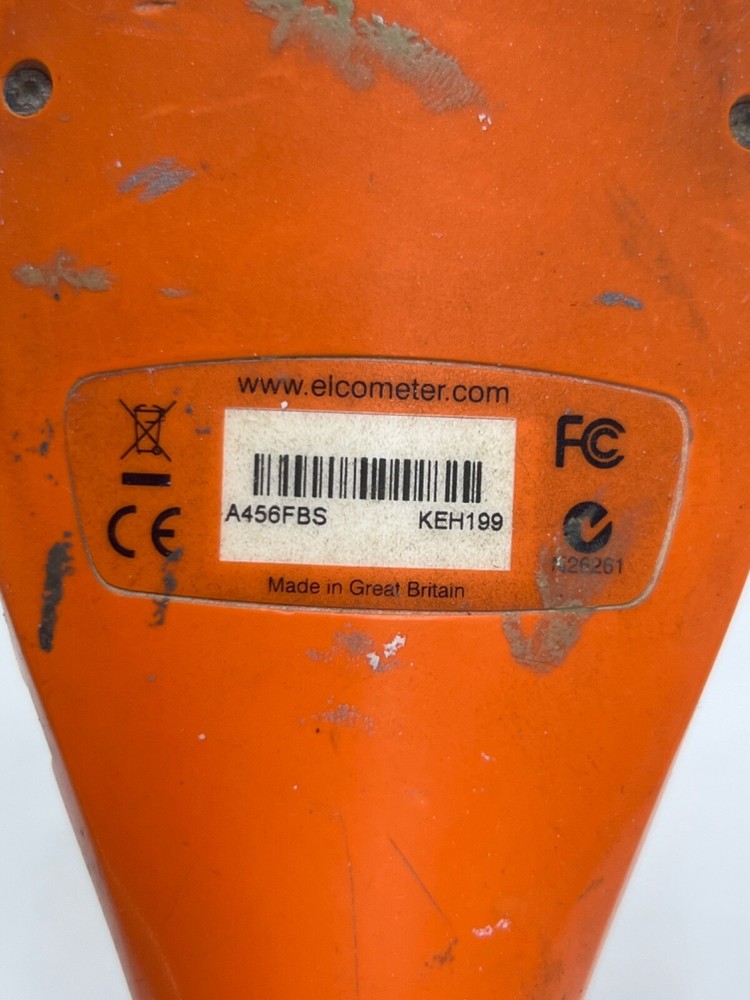 www.elcometer.com
FC
A456FBS KEH199
CE
Made in Great Britain